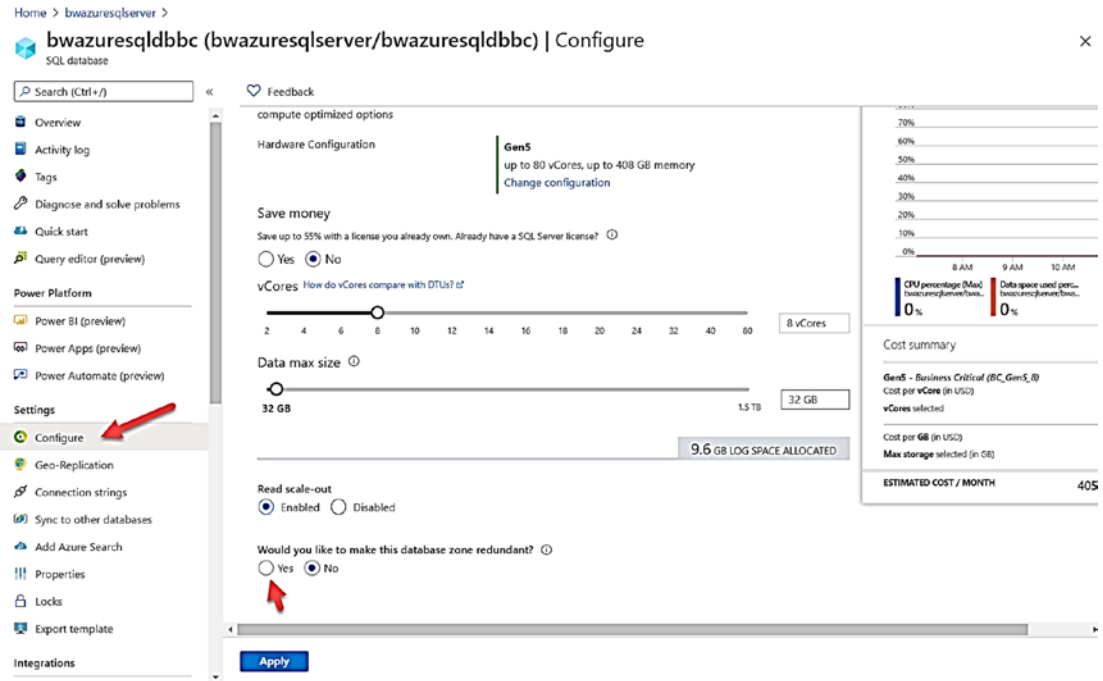 Home > bwazuresqlserver >
bwazuresqldbbc (bwazuresqlserver/bwazuresqldbbc) | Configure
SQL database
Search (Ctrl+/)
Overview
Activity log
Tags
Diagnose and solve problems
Quick start
Query editor (preview)
Power Platform
Power BI (preview)
Power Apps (preview)
Power Automate (preview)
Settings
Configure
Geo-Replication
Connection strings
Sync to other databases
Add Azure Search
Properties
Locks
Export template
Integrations
Feedback
compute optimized options
Hardware Configuration
Gen5
up to 80 vCores, up to 408 GB memory
Change configuration
Save money
Save up to 55% with a license you already own. Already have a SQL Server license?
Yes No
vCores How do vCores compare with DTUs?
2 4 6 8 10 12 14 16 18 20 24 32 40 80
8 vCores
Data max size
32 GB 1.5 TB
32 GB
9.6 GB LOG SPACE ALLOCATED
Read scale-out
Enabled Disabled
Would you like to make this database zone redundant?
Yes No
Apply
70%
60%
50%
40%
30%
20%
10%
0%
8 AM 9 AM 10 AM
CPU percentage (Max)
bwazuresqlserver/bwa...
0%
Data space used perc...
bwazuresqlserver/bwa...
0%
Cost summary
Gen5 - Business Critical (BC_Gen5_8)
Cost per vCore (in USD)
vCores selected
Cost per GB (in USD)
Max storage selected (in GB)
ESTIMATED COST / MONTH 405